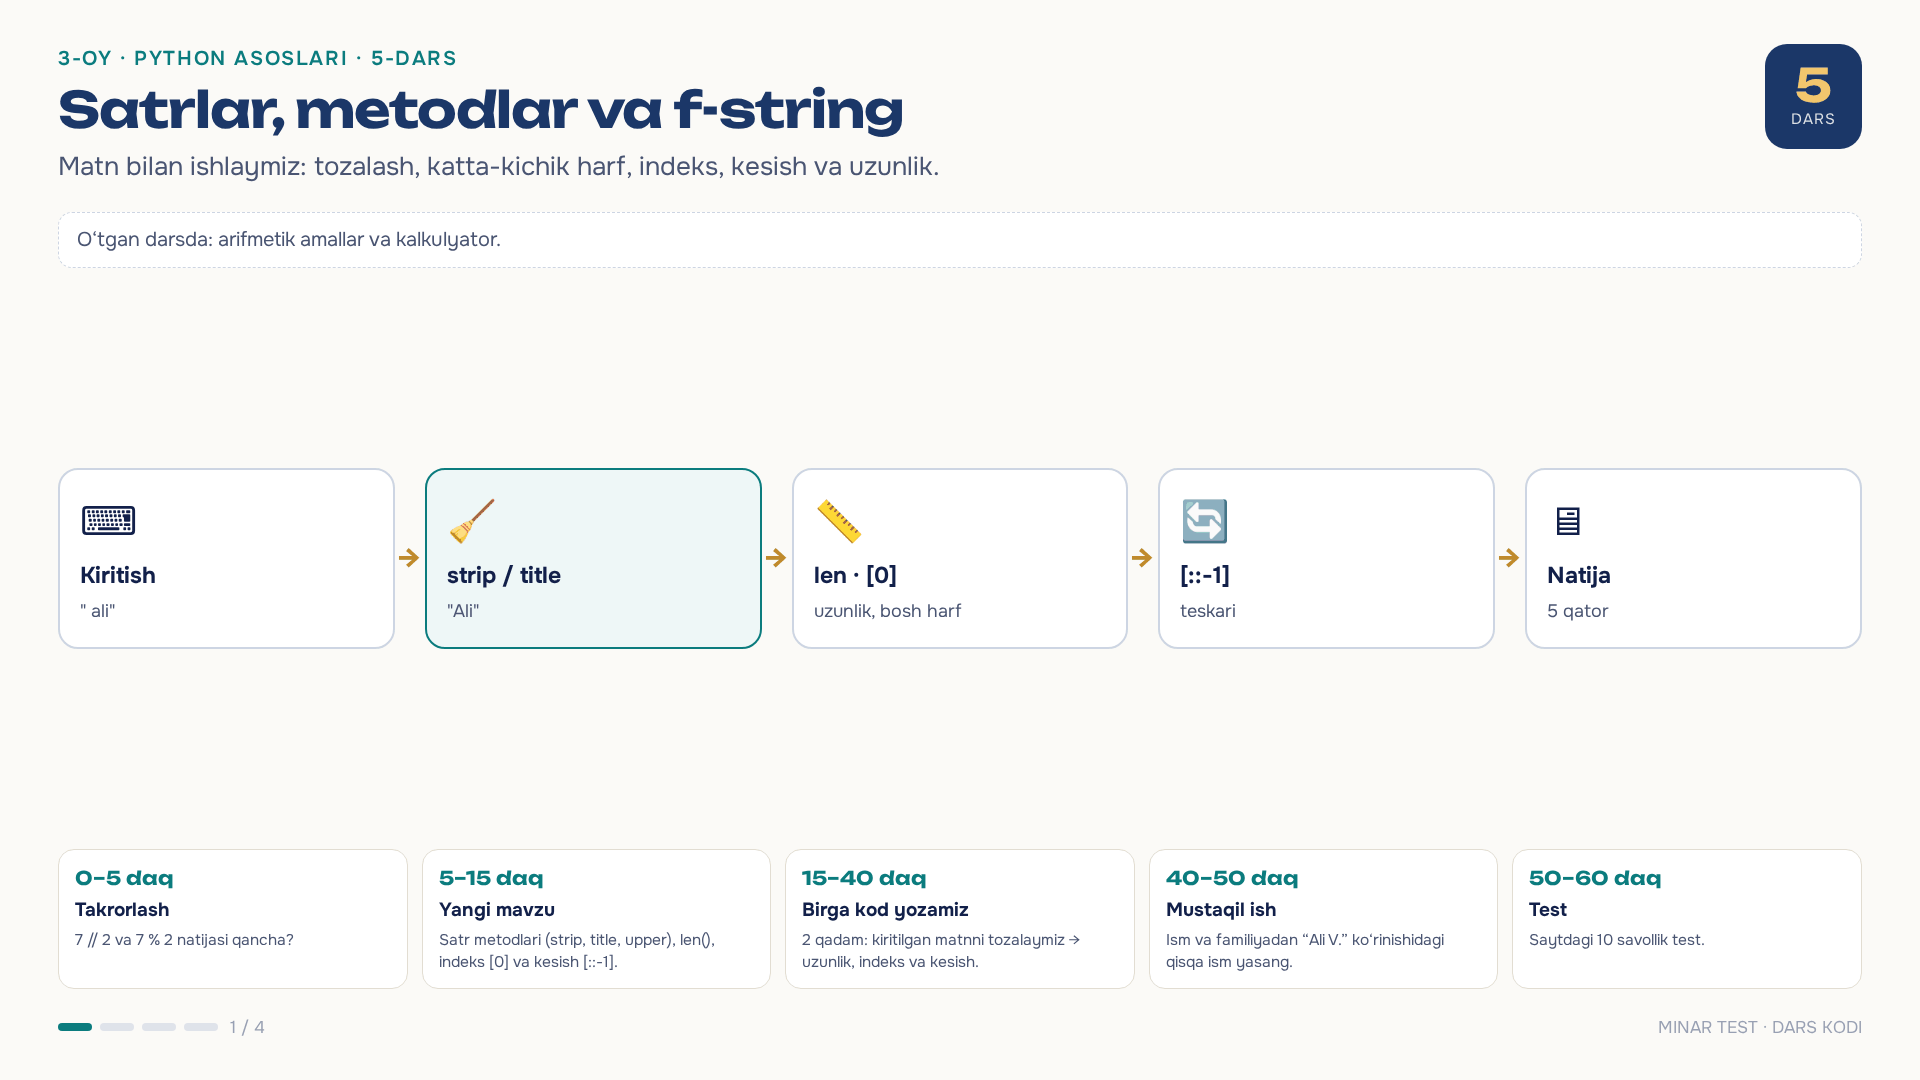 3-OY · PYTHON ASOSLARI · 5-DARS
Satrlar, metodlar va f-string
Matn bilan ishlaymiz: tozalash, katta-kichik harf, indeks, kesish va uzunlik.
5
DARS
O‘tgan darsda: arifmetik amallar va kalkulyator.
Kiritish
" ali"
→
strip / title
"Ali"
→
len · [0]
uzunlik, bosh harf
→
[::-1]
teskari
→
Natija
5 qator
0–5 daq
Takrorlash
7 // 2 va 7 % 2 natijasi qancha?
5–15 daq
Yangi mavzu
Satr metodlari (strip, title, upper), len(),
indeks [0] va kesish [::-1].
15–40 daq
Birga kod yozamiz
2 qadam: kiritilgan matnni tozalaymiz →
uzunlik, indeks va kesish.
40–50 daq
Mustaqil ish
Ism va familiyadan “Ali V.” ko‘rinishidagi
qisqa ism yasang.
50–60 daq
Test
Saytdagi 10 savollik test.
1 / 4
MINAR TEST · DARS KODI